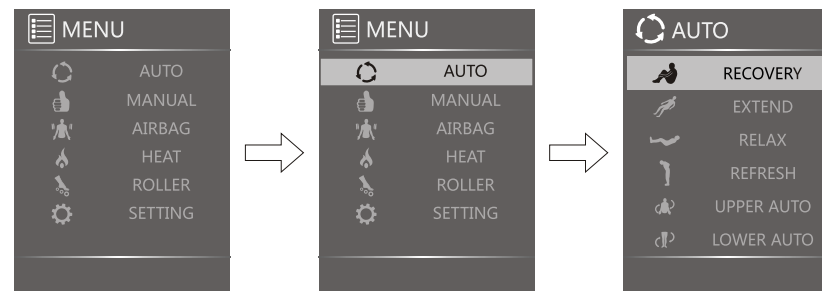 MENU
AUTO
MANUAL
AIRBAG
HEAT
ROLLER
SETTING
MENU
AUTO
MANUAL
AIRBAG
HEAT
ROLLER
SETTING
AUTO
RECOVERY
EXTEND
RELAX
REFRESH
UPPER AUTO
LOWER AUTO